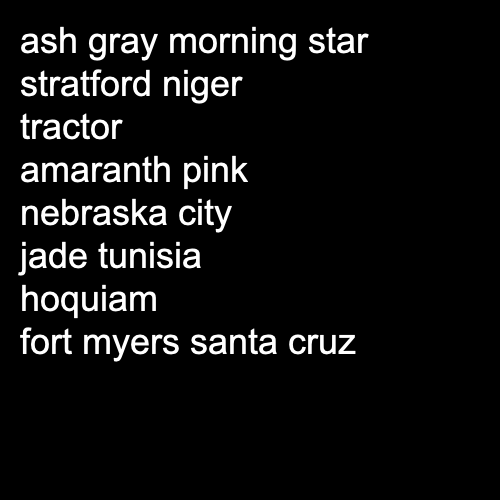 ash gray morning star
stratford niger
tractor
amaranth pink
nebraska city
jade tunisia
hoquiam
fort myers santa cruz